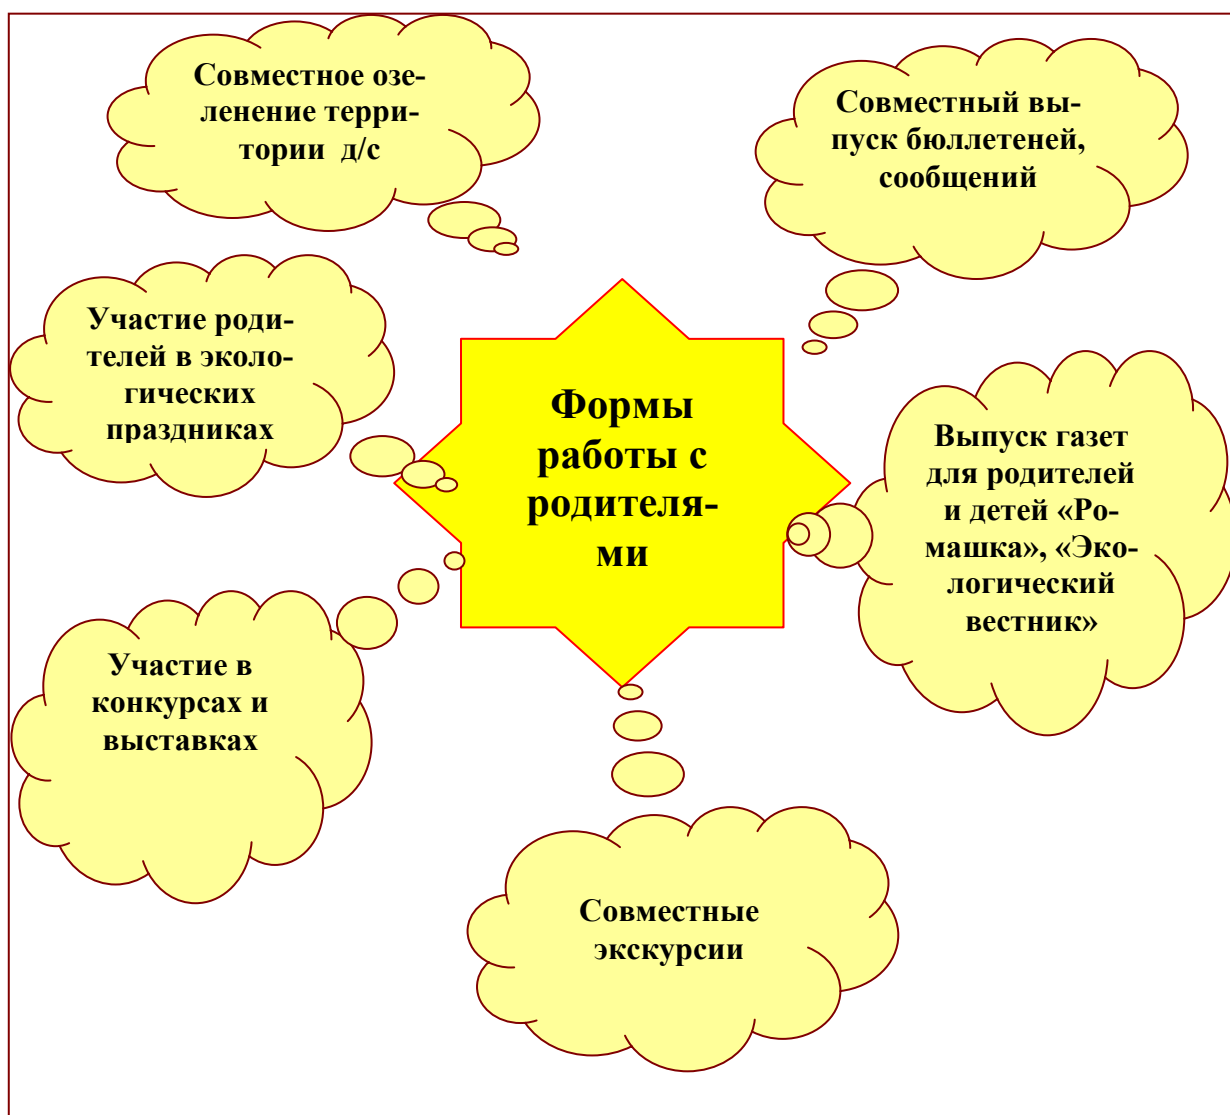 Совместное озе-
ленение терри-
тории д/с
Совместный вы-
пуск бюллетеней,
сообщений
Участие роди-
телей в эколо-
гических
праздниках
Формы
работы с
родителя-
ми
Выпуск газет
для родителей
и детей «Ро-
машка», «Эко-
логический
вестник»
Участие в
конкурсах и
выставках
Совместные
экскурсии